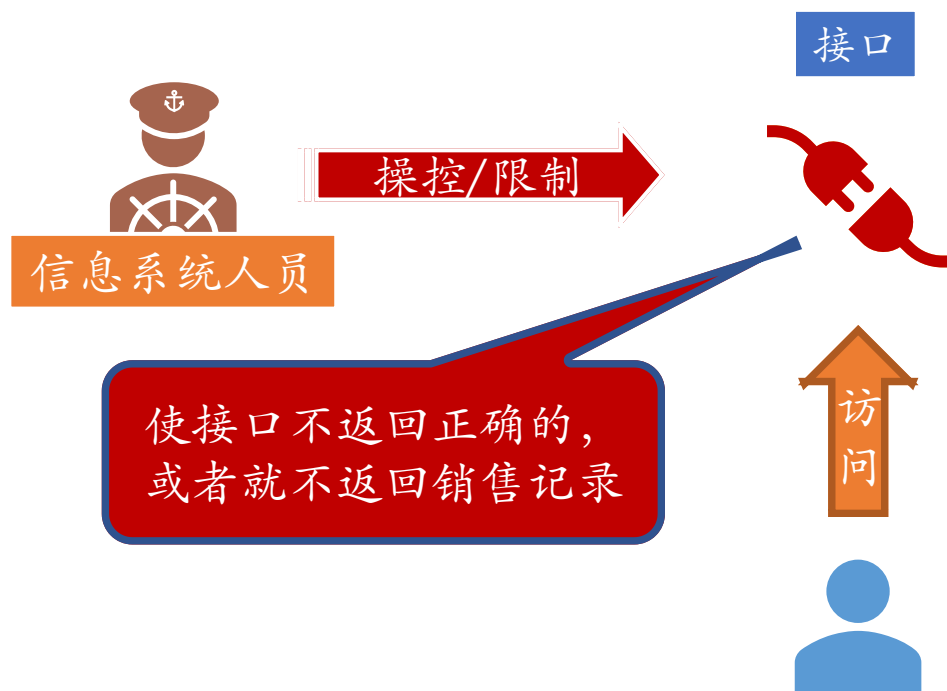 接口
操控/限制
信息系统人员
使接口不返回正确的,
或者就不返回销售记录
访
问